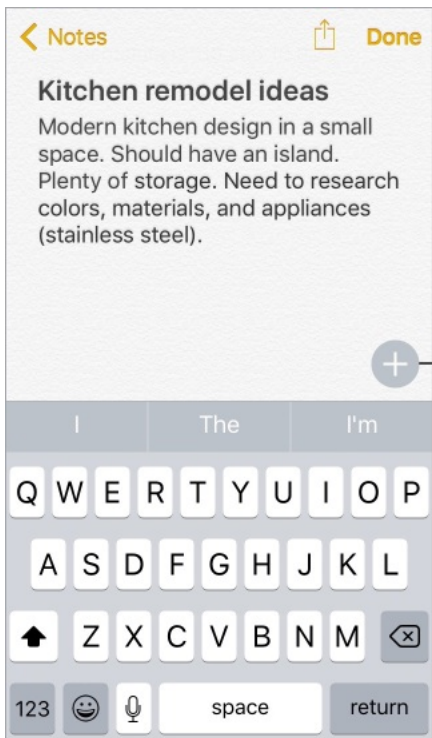 Notes Done
Kitchen remodel ideas
Modern kitchen design in a small
space. Should have an island.
Plenty of storage. Need to research
colors, materials, and appliances
(stainless steel).
I The I'm
Q W E R T Y U I O P
A S D F G H J K L
Z X C V B N M
123 space return